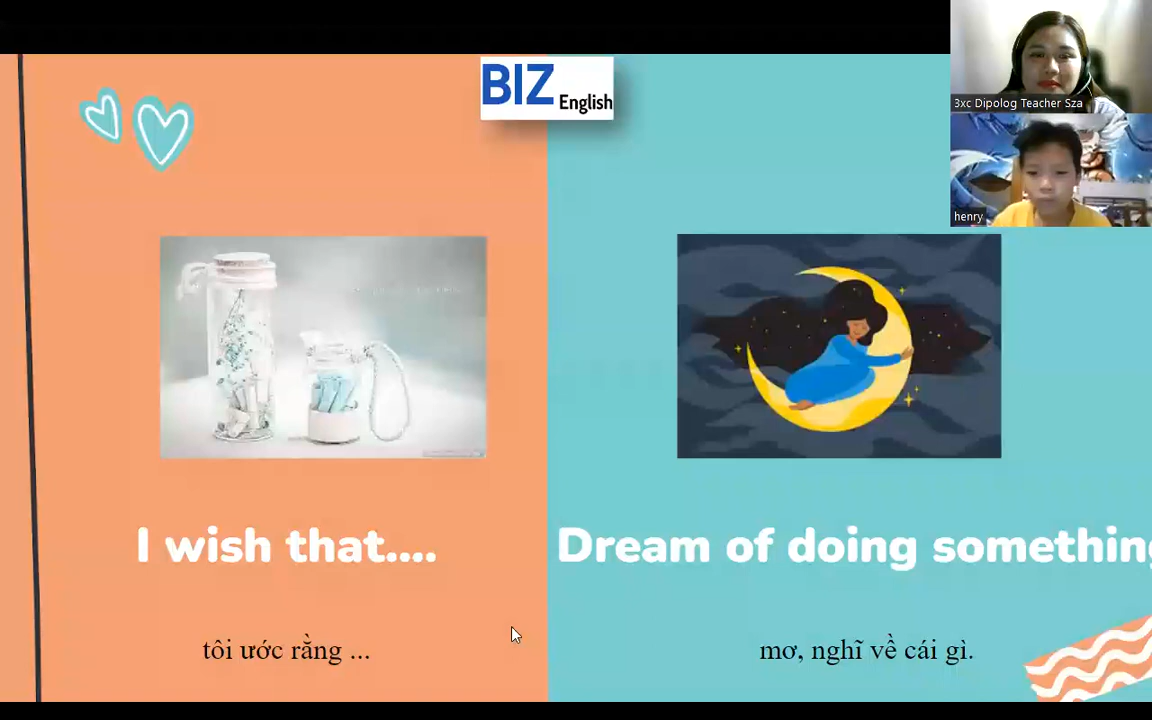 BIZ
English
3xc Dipolog Teacher Sza
henry
I wish that....
Dream of doing something
tôi ước rằng ...
mơ, nghĩ về cái gì.